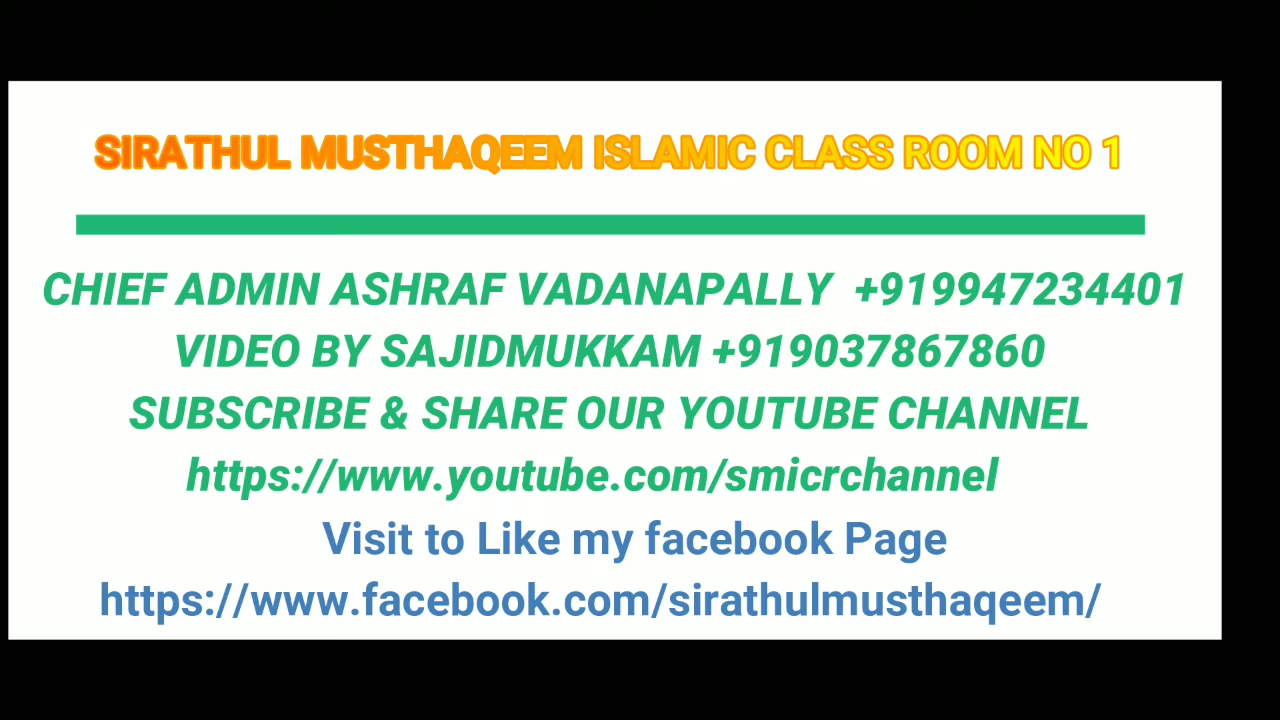 SIRATHUL MUSTHAQEEM ISLAMIC CLASS ROOM NO 1
CHIEF ADMIN ASHRAF VADANAPALLY +919947234401
VIDEO BY SAJIDMUKKAM +919037867860
SUBSCRIBE & SHARE OUR YOUTUBE CHANNEL
https://www.youtube.com/smicrchannel
Visit to Like my facebook Page
https://www.facebook.com/sirathulmusthaqeem/